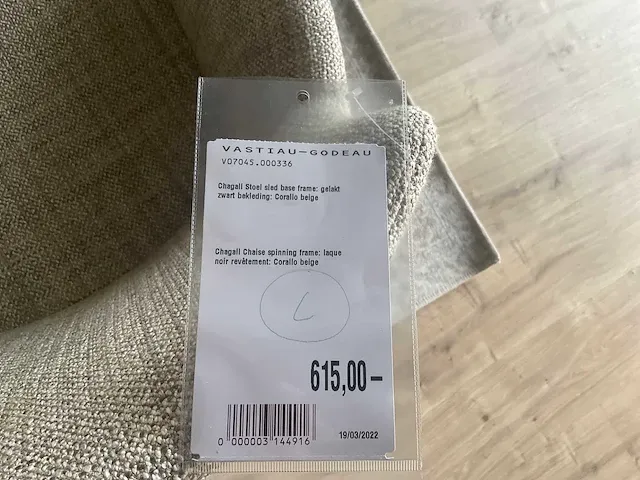 VASTIAU-GODEAU
V07045.000336
Chagall Stoel sled base frame: gelakt
zwart bekleding: Corallo beige
Chagall Chaise spinning frame: laque
noir revêtement: Corallo beige
L
615,00-
0 000003 144916
19/03/2022